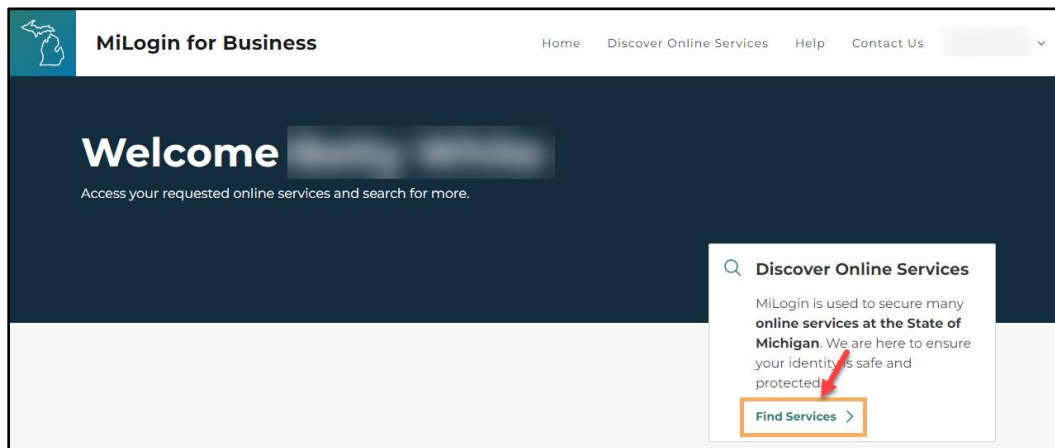 MiLogin for Business
Home Discover Online Services Help Contact Us
Welcome
Access your requested online services and search for more.
Discover Online Services
MiLogin is used to secure many
online services at the State of
Michigan. We are here to ensure
your identity is safe and
protected.
Find Services